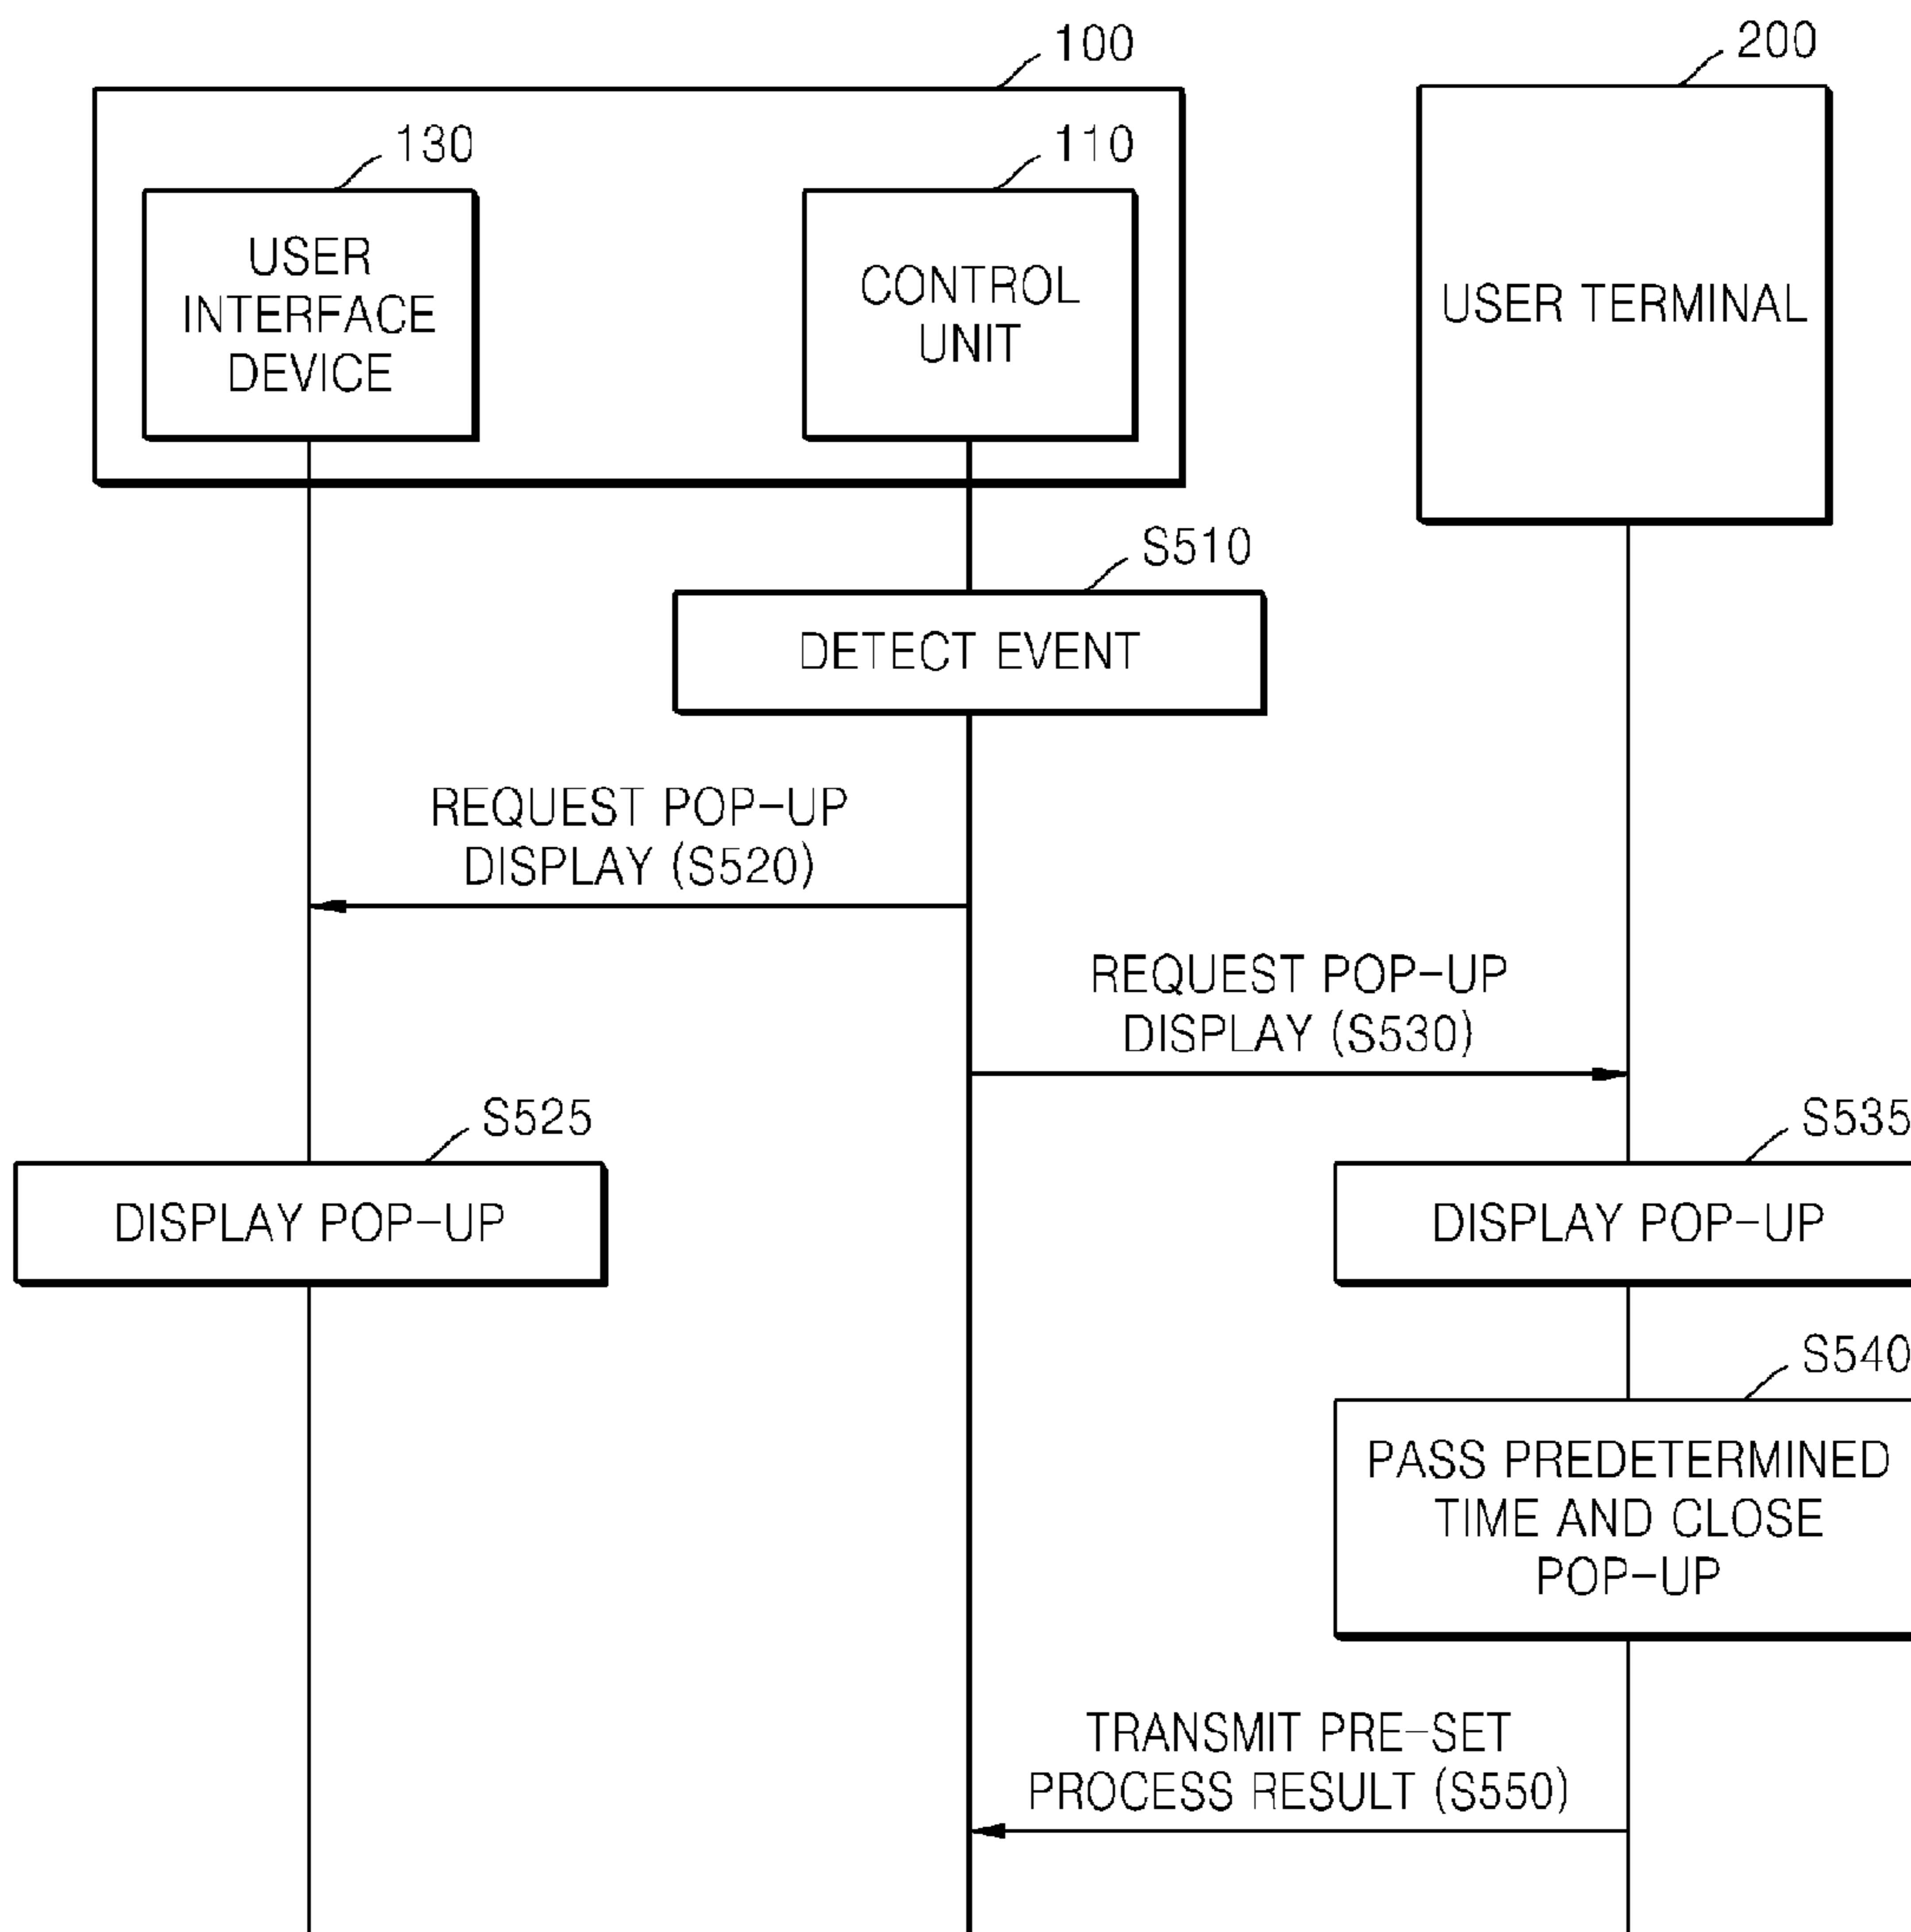 100
200
130
110
USER
INTERFACE
DEVICE
CONTROL
UNIT
USER TERMINAL
S510
DETECT EVENT
REQUEST POP-UP
DISPLAY (S520)
REQUEST POP-UP
DISPLAY (S530)
S525
S535
DISPLAY POP-UP
DISPLAY POP-UP
S540
PASS PREDETERMINED
TIME AND CLOSE
POP-UP
TRANSMIT PRE-SET
PROCESS RESULT (S550)